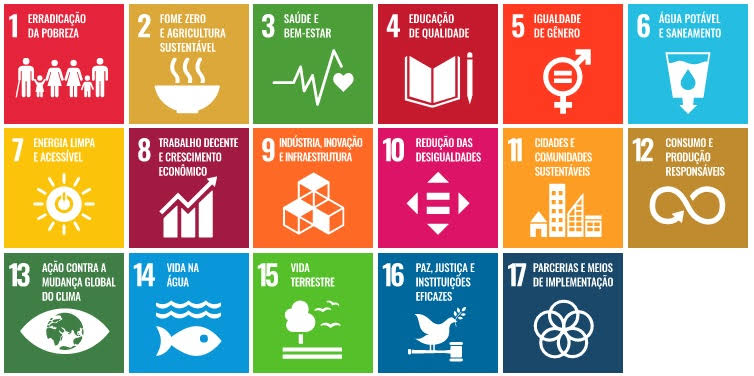 1 ERRADICAÇÃO
DA POBREZA
2 FOME ZERO
E AGRICULTURA
SUSTENTÁVEL
3 SAÚDE E
BEM-ESTAR
4 EDUCAÇÃO
DE QUALIDADE
5 IGUALDADE
DE GÊNERO
6 ÁGUA POTÁVEL
E SANEAMENTO
7 ENERGIA LIMPA
E ACESSÍVEL
8 TRABALHO DECENTE
E CRESCIMENTO
ECONÔMICO
9 INDÚSTRIA, INOVAÇÃO
E INFRAESTRUTURA
10 REDUÇÃO DAS
DESIGUALDADES
11 CIDADES E
COMUNIDADES
SUSTENTÁVEIS
12 CONSUMO E
PRODUÇÃO
RESPONSÁVEIS
13 AÇÃO CONTRA A
MUDANÇA GLOBAL
DO CLIMA
14 VIDA NA
ÁGUA
15 VIDA
TERRESTRE
16 PAZ, JUSTIÇA E
INSTITUIÇÕES
EFICAZES
17 PARCERIAS E MEIOS
DE IMPLEMENTAÇÃO